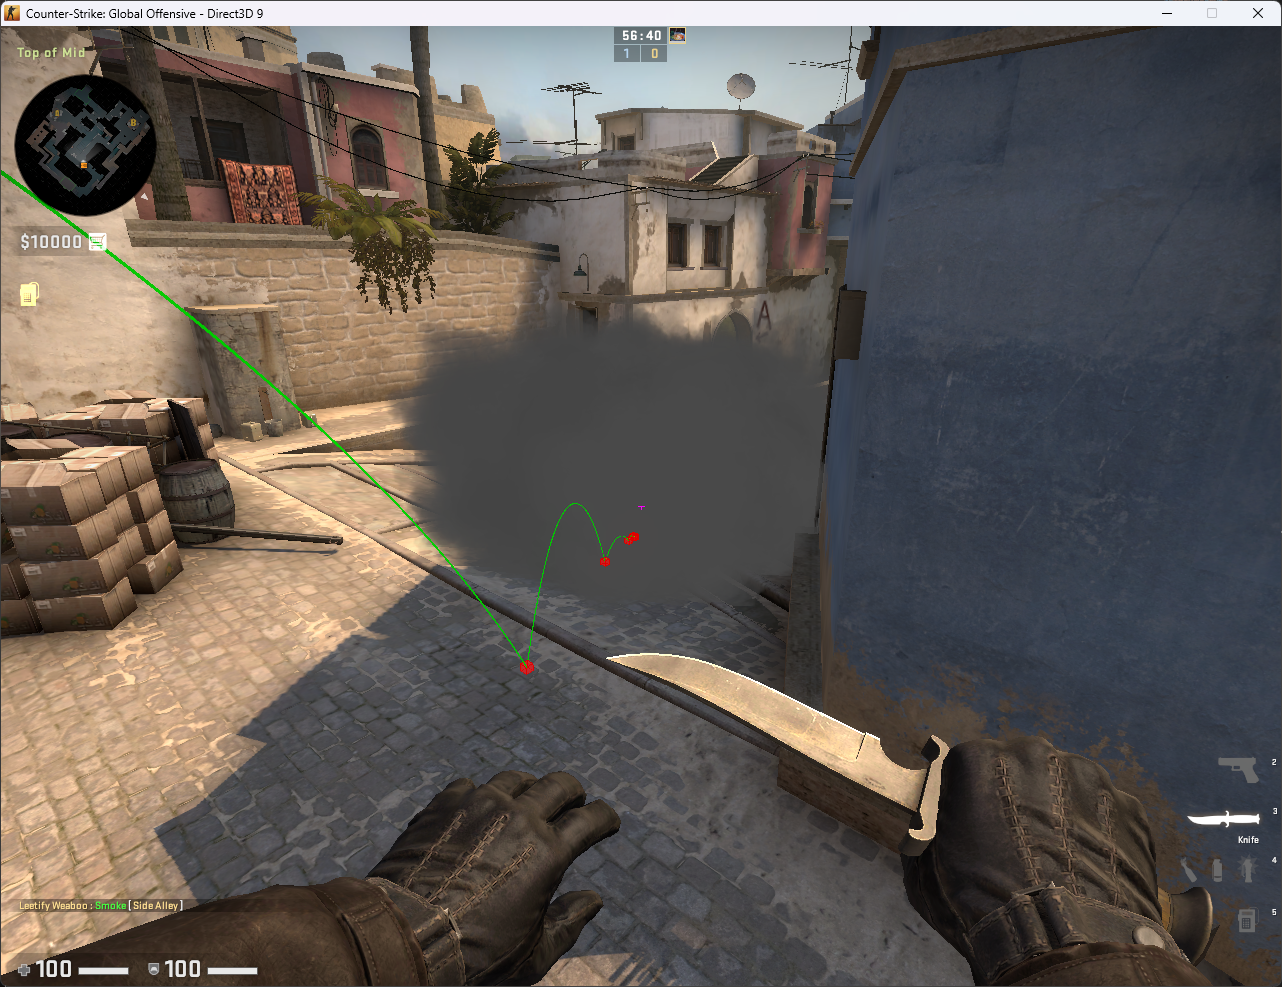 Counter-Strike: Global Offensive - Direct3D 9
56:40
1 0
Top of Mid
B
$10000
A
2
3
Knife
4
5
Leetify Weaboo : Smoke [ Side Alley ]
100 100